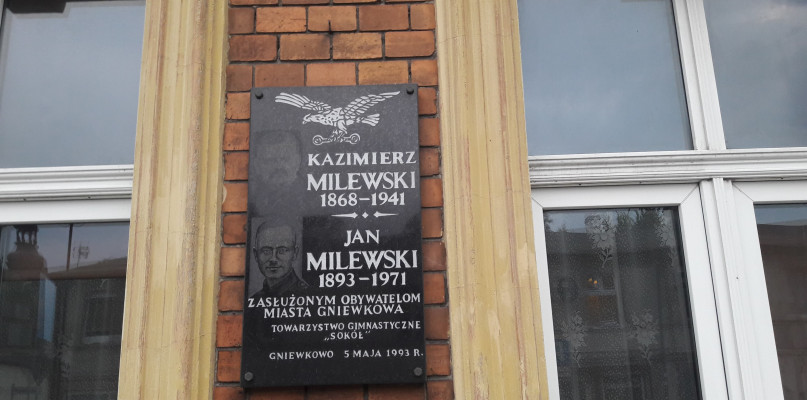 KAZIMIERZ
MILEWSKI
1868–1941
JAN
MILEWSKI
1893–1971
ZASŁUŻONYM OBYWATELOM
MIASTA GNIEWKOWA
TOWARZYSTWO GIMNASTYCZNE
„SOKÓŁ"
GNIEWKOWO 5 MAJA 1993 R.